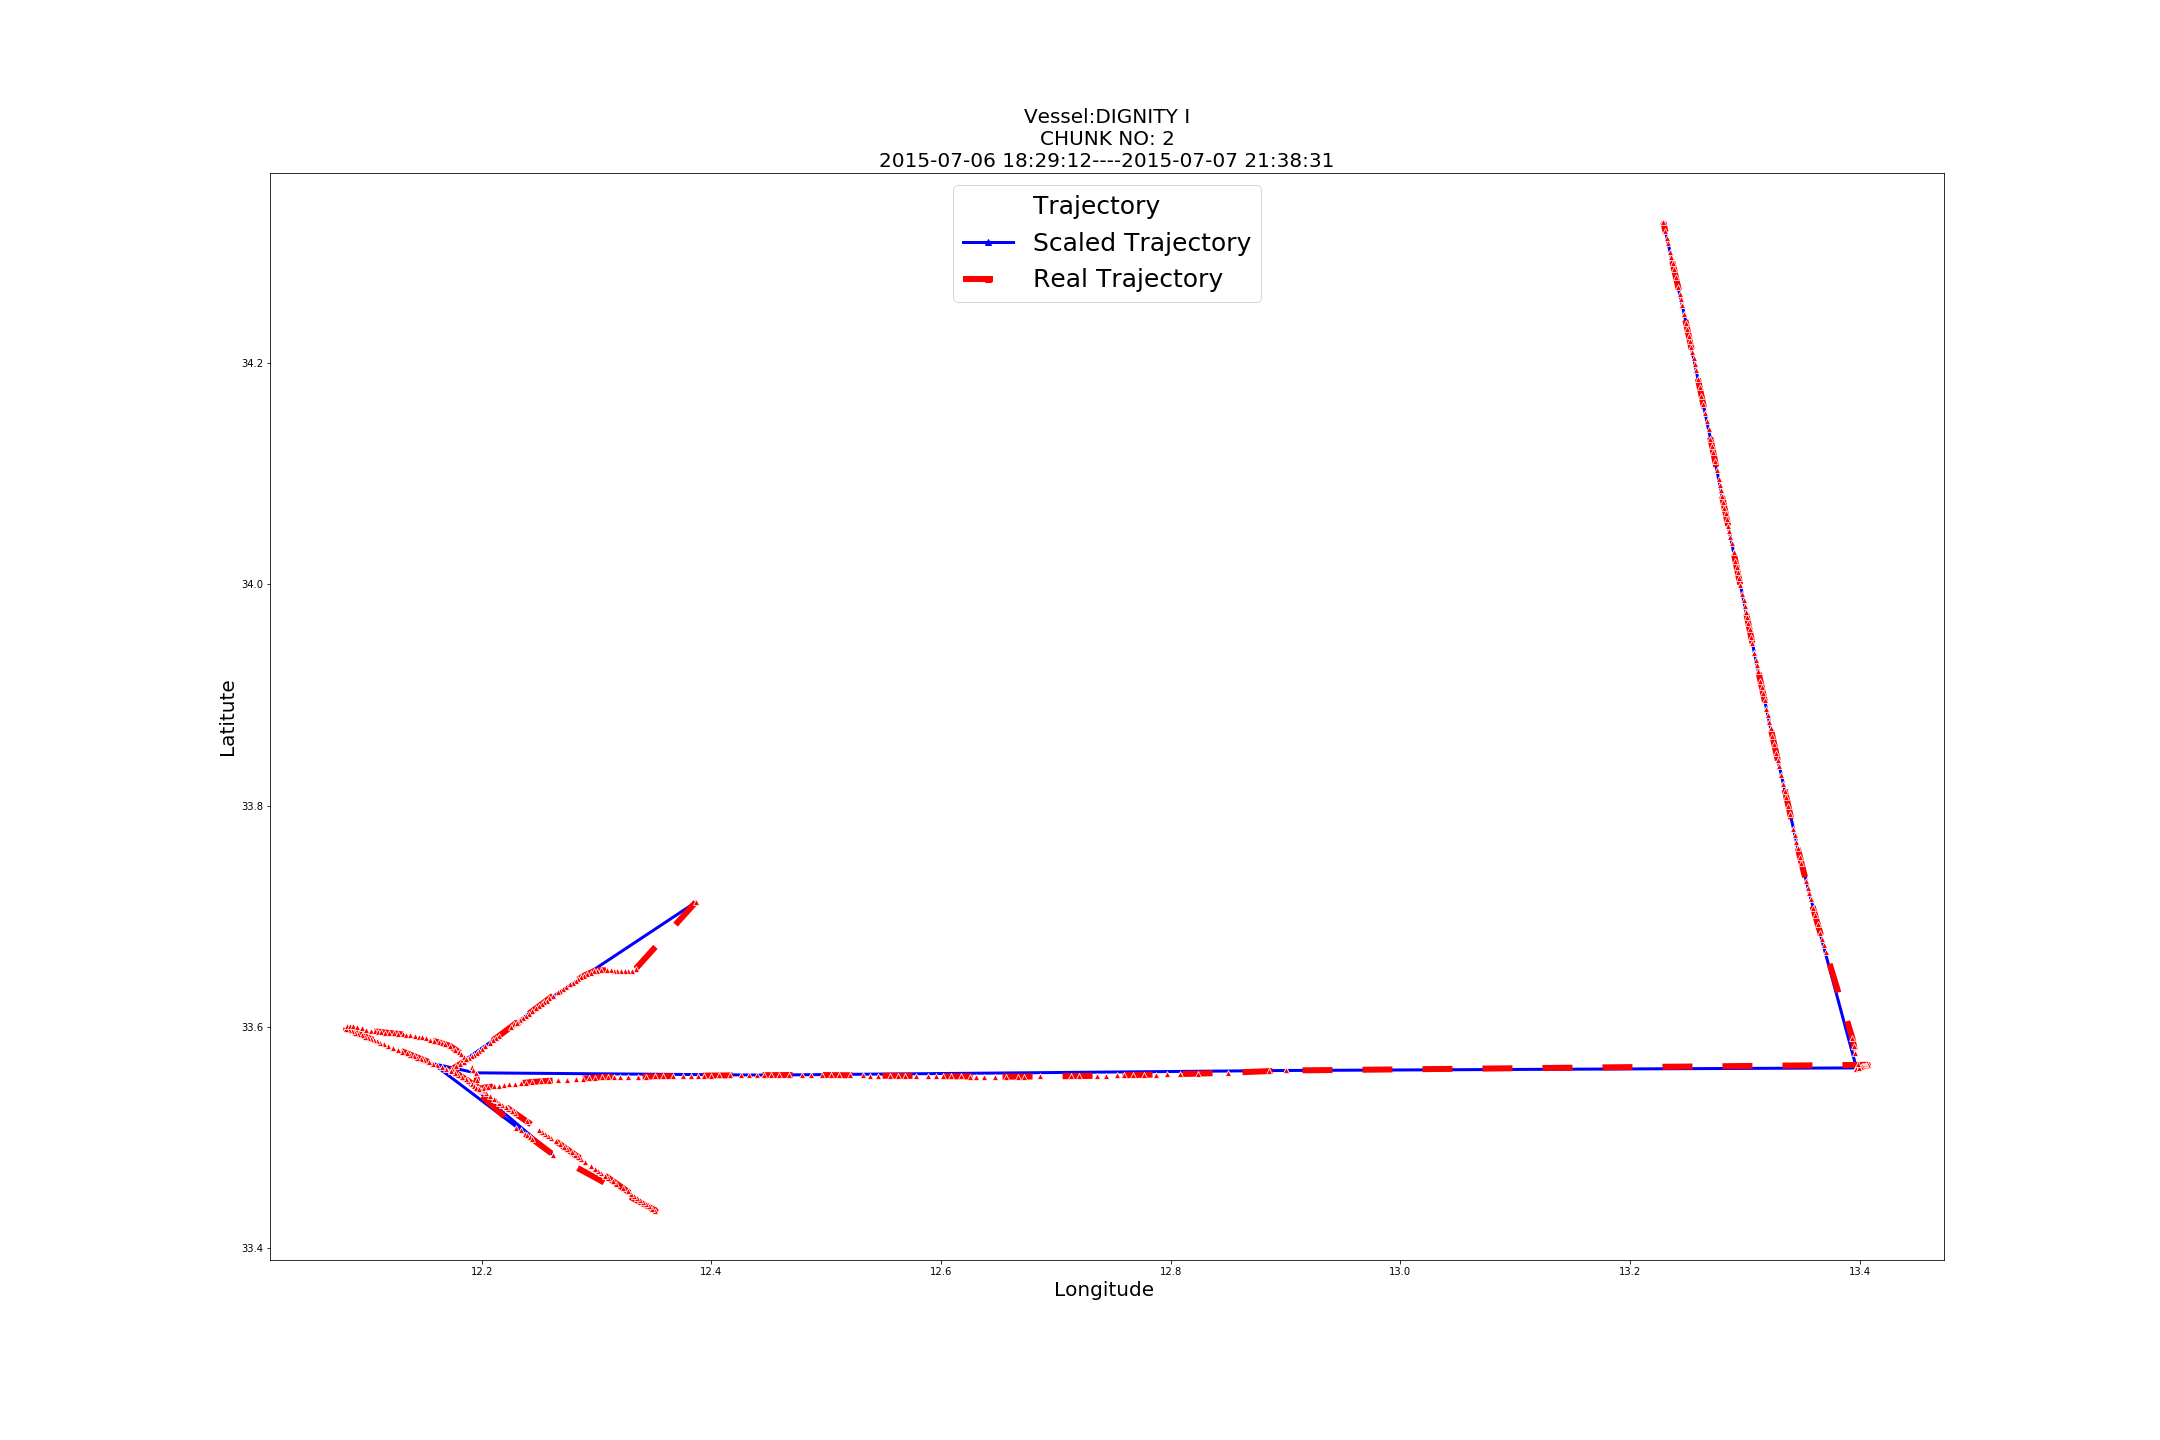 Vessel:DIGNITY I
CHUNK NO: 2
2015-07-06 18:29:12----2015-07-07 21:38:31
Trajectory
Scaled Trajectory
Real Trajectory
Latitute
34.2
34.0
33.8
33.6
33.4
12.2 12.4 12.6 12.8 13.0 13.2 13.4
Longitude